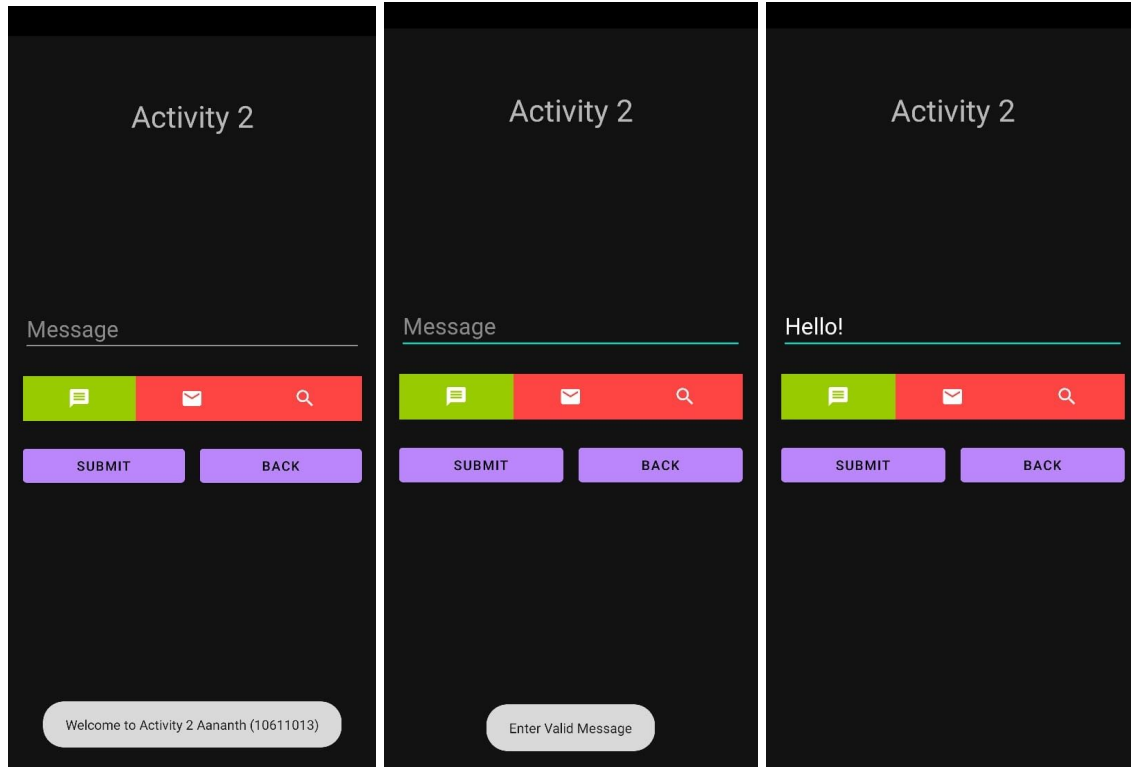 Activity 2
Message
SUBMIT BACK
Welcome to Activity 2 Aananth (10611013)
Activity 2
Message
SUBMIT BACK
Enter Valid Message
Activity 2
Hello!
SUBMIT BACK